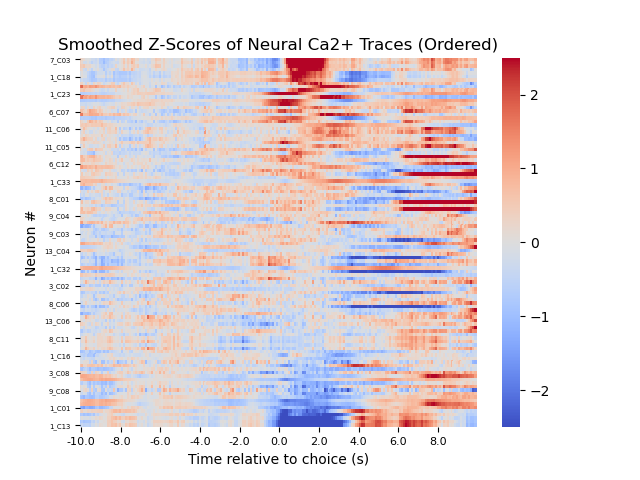 Smoothed Z-Scores of Neural Ca2+ Traces (Ordered)
Neuron #
7_C03
1_C18
1_C23
6_C07
11_C06
11_C05
6_C12
1_C33
8_C01
9_C04
9_C03
13_C04
1_C32
3_C02
8_C06
13_C06
8_C11
1_C16
3_C08
9_C08
1_C01
1_C13
-10.0 -8.0 -6.0 -4.0 -2.0 0.0 2.0 4.0 6.0 8.0
Time relative to choice (s)
2
1
0
−1
−2